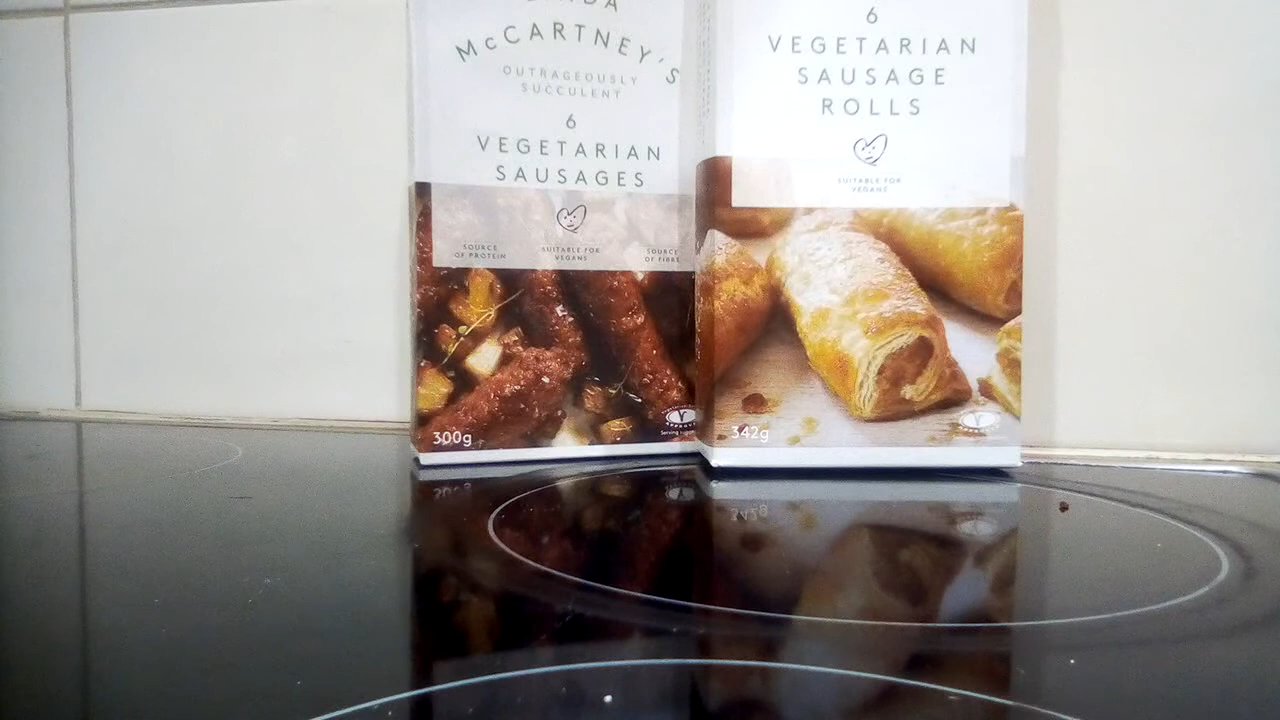 McCARTNEY'S
OUTRAGEOUSLY
SUCCULENT
6
VEGETARIAN
SAUSAGES
SOURCE
OF PROTEIN
SUITABLE FOR
VEGANS
SOURCE
OF FIBRE
300g
6
VEGETARIAN
SAUSAGE
ROLLS
SUITABLE FOR
VEGANS
342g